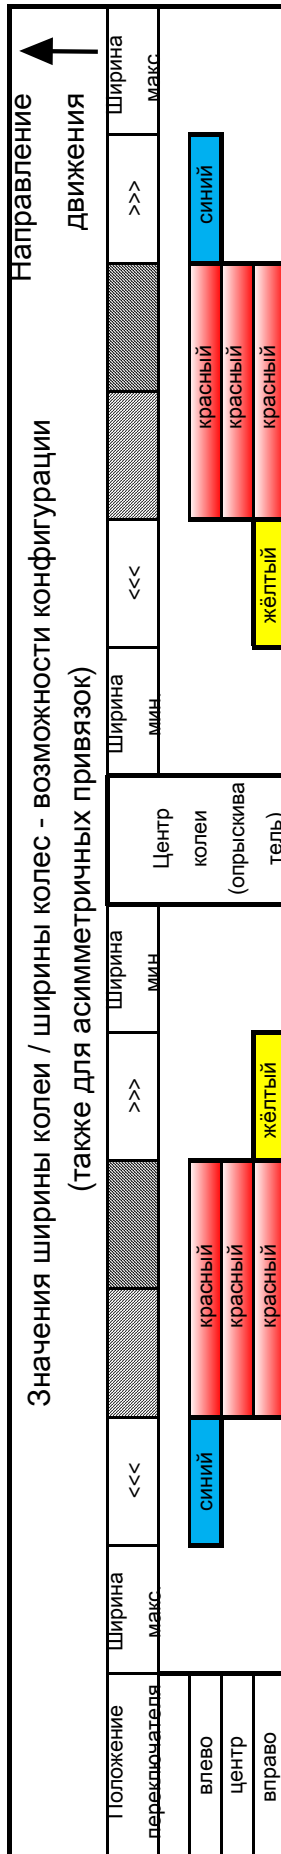 Значения ширины колеи / ширины колес - возможности конфигурации
(также для асимметричных привязок)
Направление
движения
Положение
переключателя
Ширина
макс.
<<<
>>>
Ширина
мин
Центр
колеи
(опрыскива
тель)
Ширина
мин.
<<<
>>>
Ширина
макс.
влево
синий
красный
красный
синий
центр
красный
красный
вправо
красный
жёлтый
жёлтый
красный